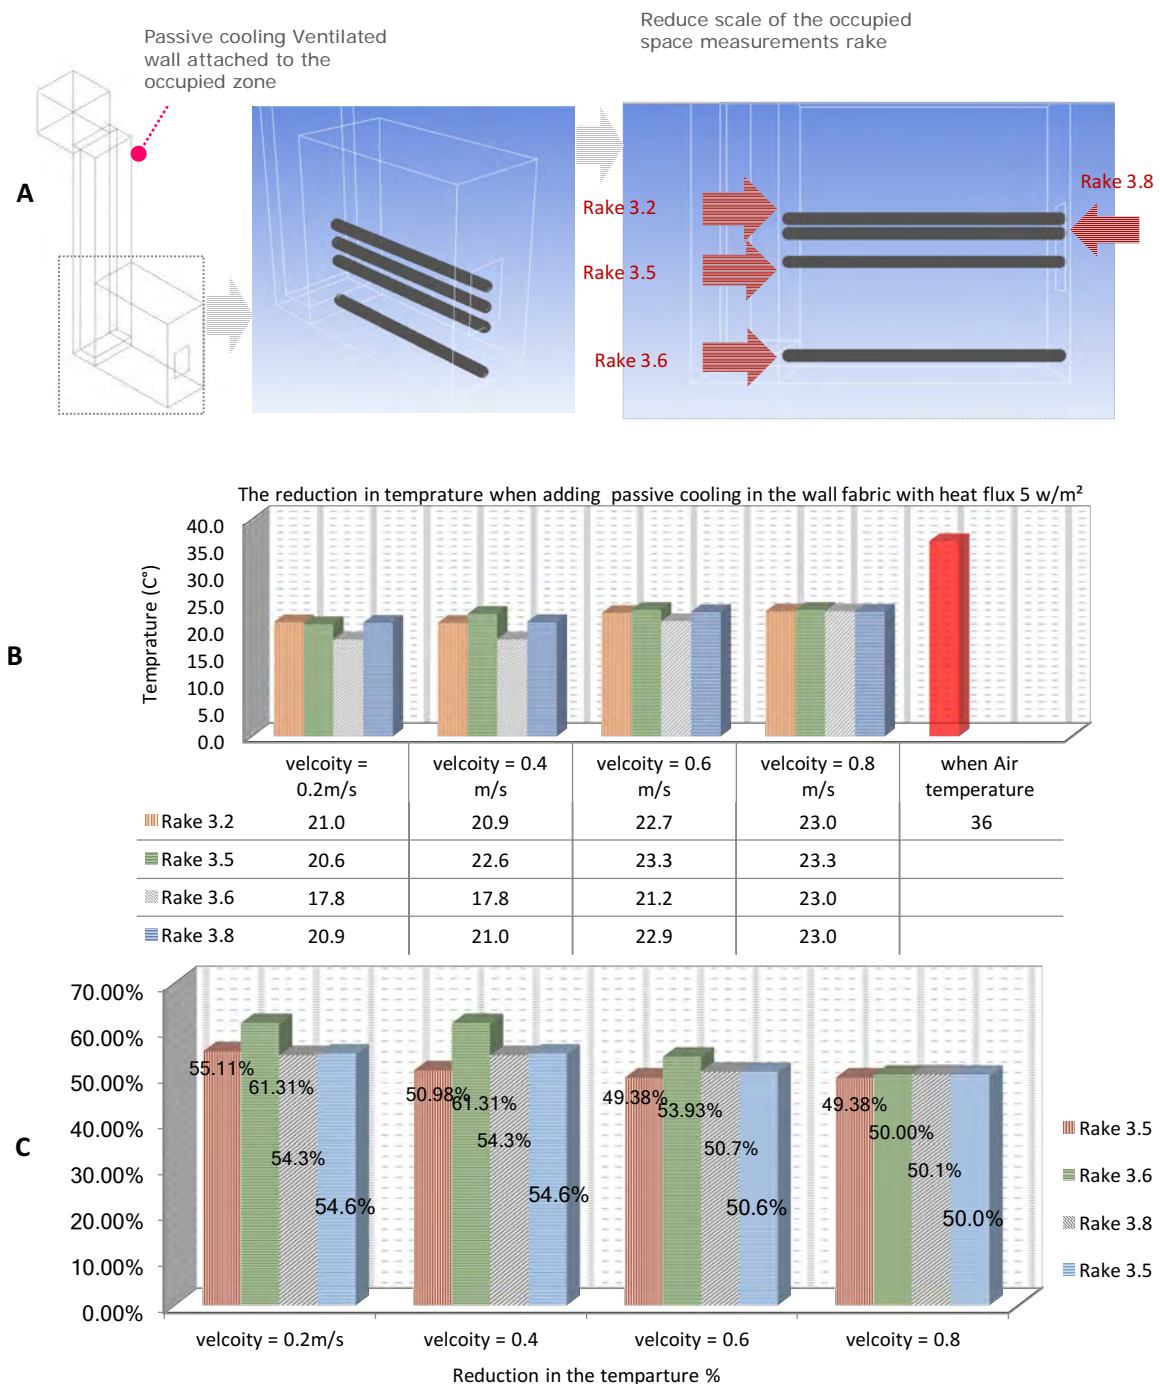 Passive cooling Ventilated
wall attached to the
occupied zone
Reduce scale of the occupied
space measurements rake
A
Rake 3.2
Rake 3.5
Rake 3.6
Rake 3.8
The reduction in temprature when adding passive cooling in the wall fabric with heat flux 5 w/m²
B
Temprature (C°)
40.0
35.0
30.0
25.0
20.0
15.0
10.0
5.0
0.0
velcoity = 0.2m/s
velcoity = 0.4 m/s
velcoity = 0.6 m/s
velcoity = 0.8 m/s
when Air temperature
Rake 3.2 21.0 20.9 22.7 23.0 36
Rake 3.5 20.6 22.6 23.3 23.3
Rake 3.6 17.8 17.8 21.2 23.0
Rake 3.8 20.9 21.0 22.9 23.0
C
70.00%
60.00%
50.00%
40.00%
30.00%
20.00%
10.00%
0.00%
55.11%
61.31%
54.3%
54.6%
50.98%
61.31%
54.3%
54.6%
49.38%
53.93%
50.7%
50.6%
49.38%
50.00%
50.1%
50.0%
Rake 3.5
Rake 3.6
Rake 3.8
Rake 3.5
velcoity = 0.2m/s
velcoity = 0.4
velcoity = 0.6
velcoity = 0.8
Reduction in the temparture %